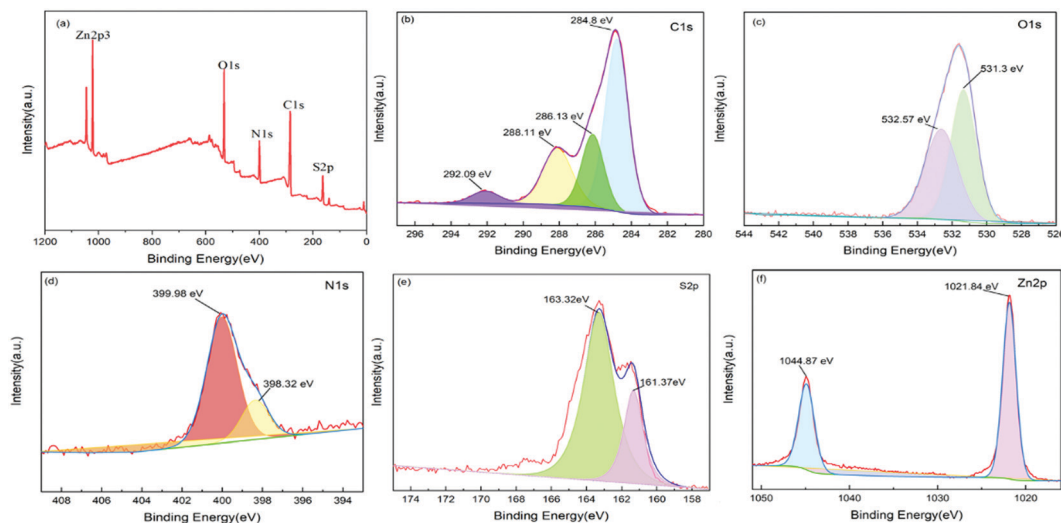 (a)
Zn2p3
O1s
N1s
C1s
S2p
Intensity(a.u.)
1200 1000 800 600 400 200 0
Binding Energy(eV)
(b)
C1s
284.8 eV
286.13 eV
288.11 eV
292.09 eV
Intensity(a.u.)
296 294 292 290 288 286 284 282 280
Binding Energy(eV)
(c)
O1s
531.3 eV
532.57 eV
Intensity(a.u.)
544 542 540 538 536 534 532 530 528 526
Binding Energy(eV)
(d)
N1s
399.98 eV
398.32 eV
Intensity(a.u.)
408 406 404 402 400 398 396 394
Binding Energy(eV)
(e)
S2p
163.32eV
161.37eV
Intensity(a.u.)
174 172 170 168 166 164 162 160 158
Binding Energy(eV)
(f)
Zn2p
1021.84 eV
1044.87 eV
Intensity(a.u.)
1050 1040 1030 1020
Binding Energy(eV)